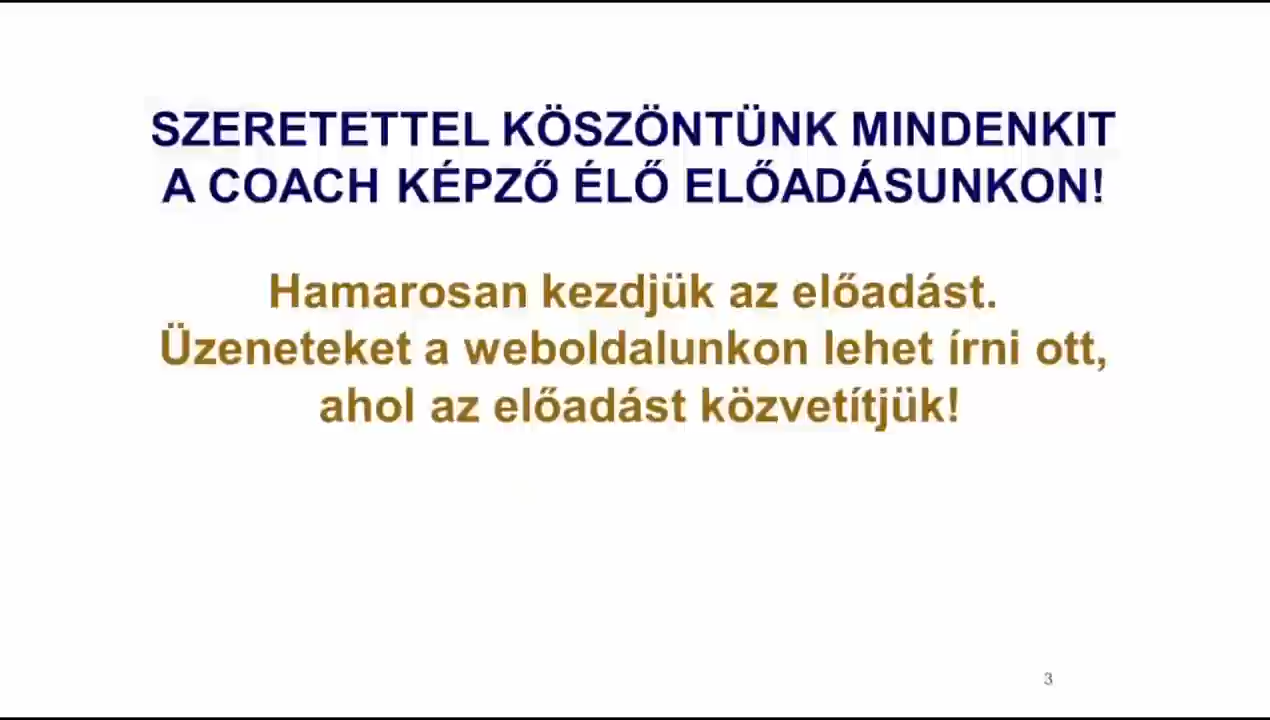 SZERETETTEL KÖSZÖNTÜNK MINDENKIT
A COACH KÉPZŐ ÉLŐ ELŐADÁSUNKON!
Hamarosan kezdjük az előadást.
Üzeneteket a weboldalunkon lehet írni ott,
ahol az előadást közvetítjük!
3